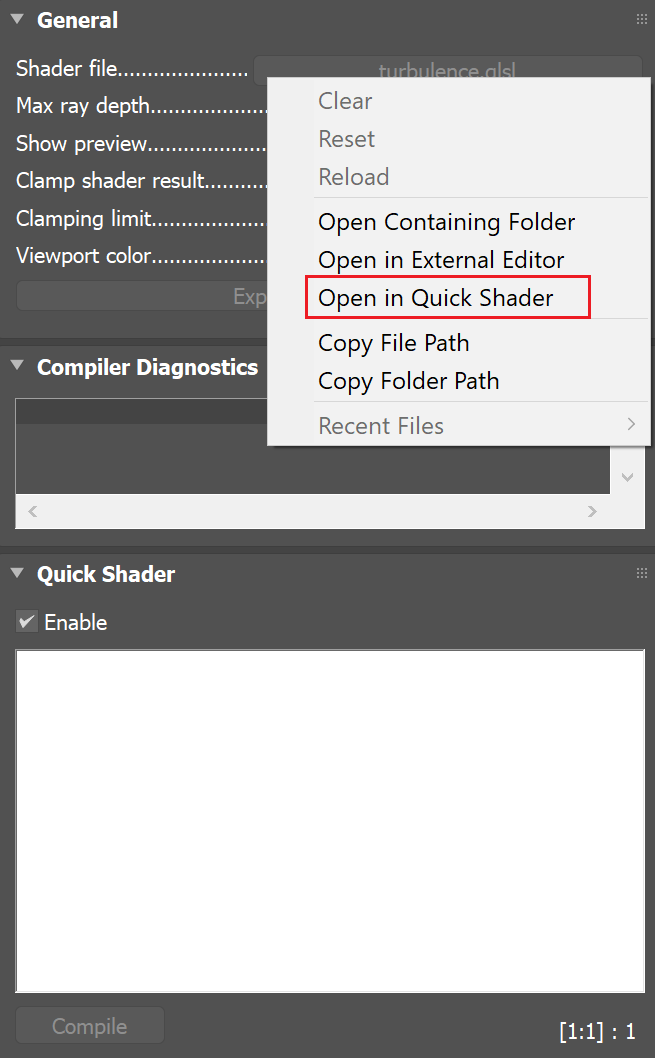 General
Shader file......................
turbulence.glsl
Max ray depth....................
Show preview....................
Clamp shader result...........
Clamping limit....................
Viewport color...................
Exp
Clear
Reset
Reload
Open Containing Folder
Open in External Editor
Open in Quick Shader
Copy File Path
Copy Folder Path
Recent Files
Compiler Diagnostics
Quick Shader
Enable
Compile
[1:1] : 1